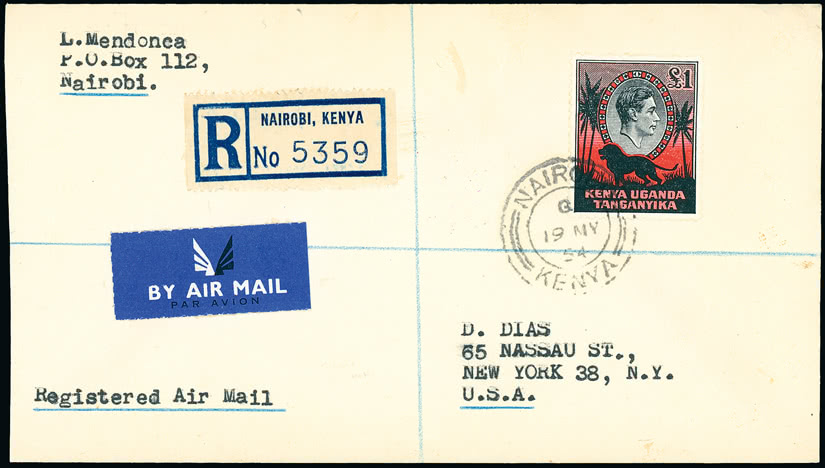 L. Mendonca
P.O.Box 112,
Nairobi.
R
NAIROBI, KENYA
No 5359
£1
KENYA UGANDA
TANGANYIKA
NAIRO
19 MY
54
KENYA
BY AIR MAIL
PAR AVION
D. DIAS
65 NASSAU ST.,
NEW YORK 38, N.Y.
U.S.A.
Registered Air Mail